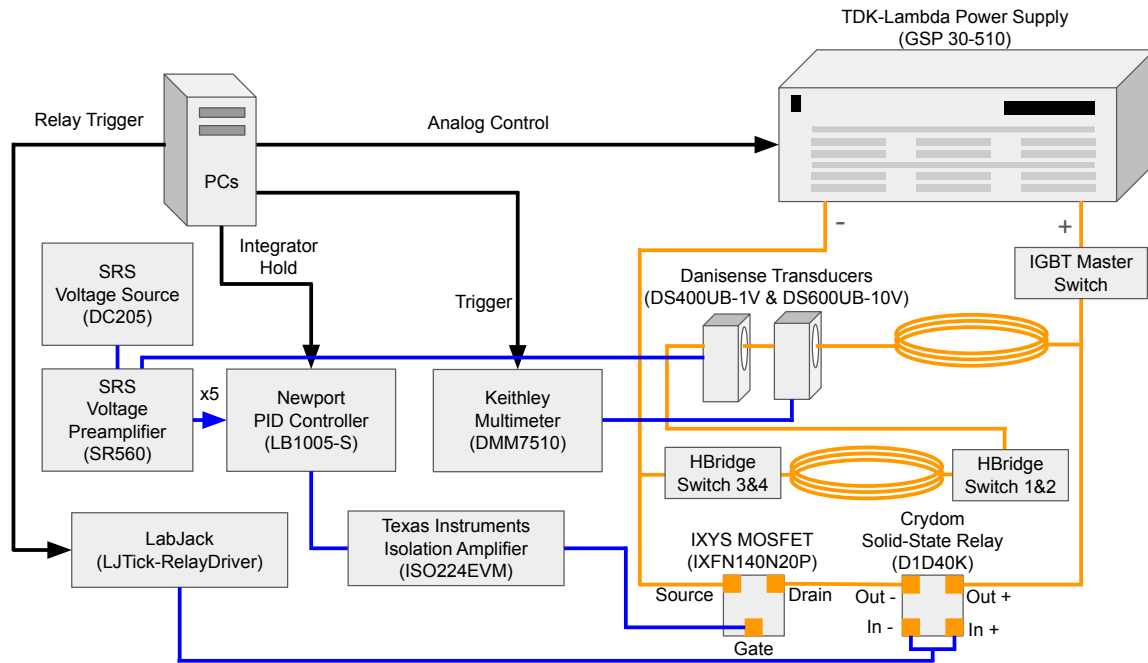 TDK-Lambda Power Supply
(GSP 30-510)
Relay Trigger
Analog Control
PCs
-
+
Integrator
Hold
IGBT Master
Switch
SRS
Voltage Source
(DC205)
Danisense Transducers
(DS400UB-1V & DS600UB-10V)
Trigger
SRS
Voltage
Preamplifier
(SR560)
x5
Newport
PID Controller
(LB1005-S)
Keithley
Multimeter
(DMM7510)
HBridge
Switch 3&4
HBridge
Switch 1&2
LabJack
(LJTick-RelayDriver)
Texas Instruments
Isolation Amplifier
(ISO224EVM)
IXYS MOSFET
(IXFN140N20P)
Crydom
Solid-State Relay
(D1D40K)
Source
Drain
Out -
Out +
In -
In +
Gate